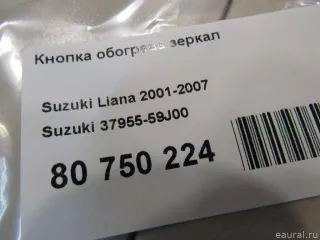 Кнопка обогрева зеркал
Suzuki Liana 2001-2007
Suzuki 37955-59J00
80 750 224
eaural.ru